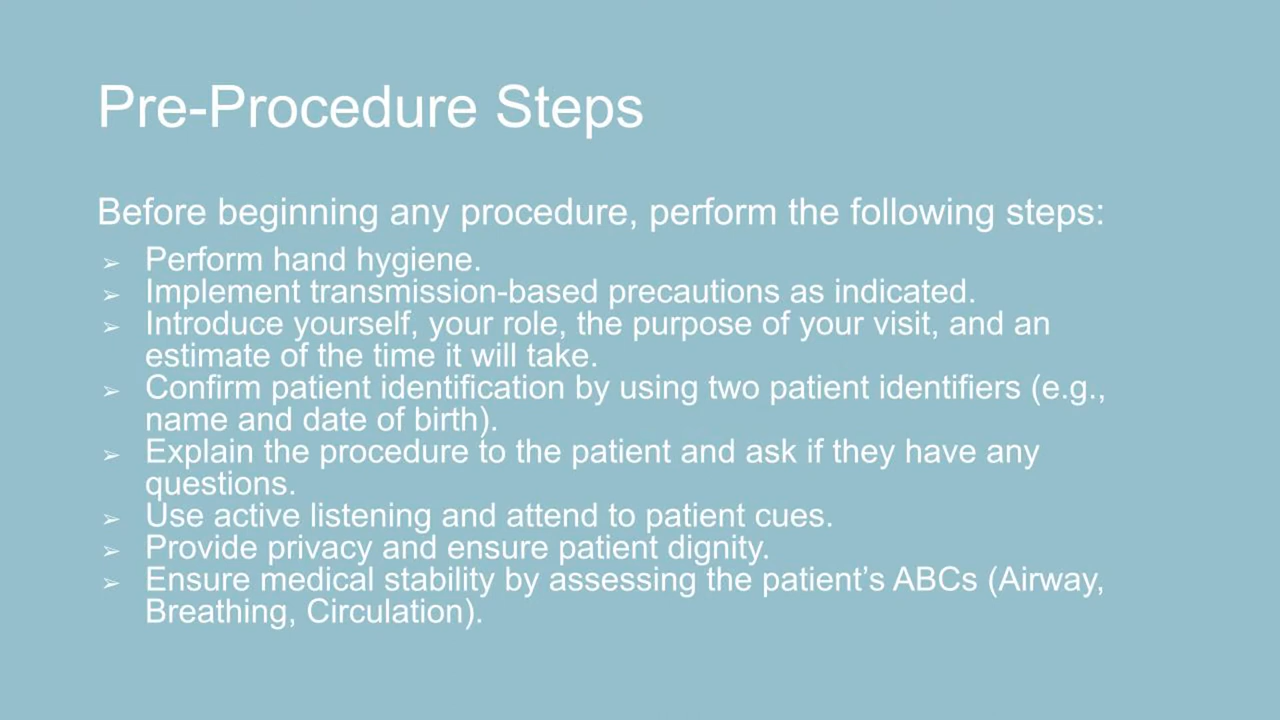 Pre-Procedure Steps
Before beginning any procedure, perform the following steps:
➢ Perform hand hygiene.
➢ Implement transmission-based precautions as indicated.
➢ Introduce yourself, your role, the purpose of your visit, and an
estimate of the time it will take.
➢ Confirm patient identification by using two patient identifiers (e.g.,
name and date of birth).
➢ Explain the procedure to the patient and ask if they have any
questions.
➢ Use active listening and attend to patient cues.
➢ Provide privacy and ensure patient dignity.
➢ Ensure medical stability by assessing the patient’s ABCs (Airway,
Breathing, Circulation).